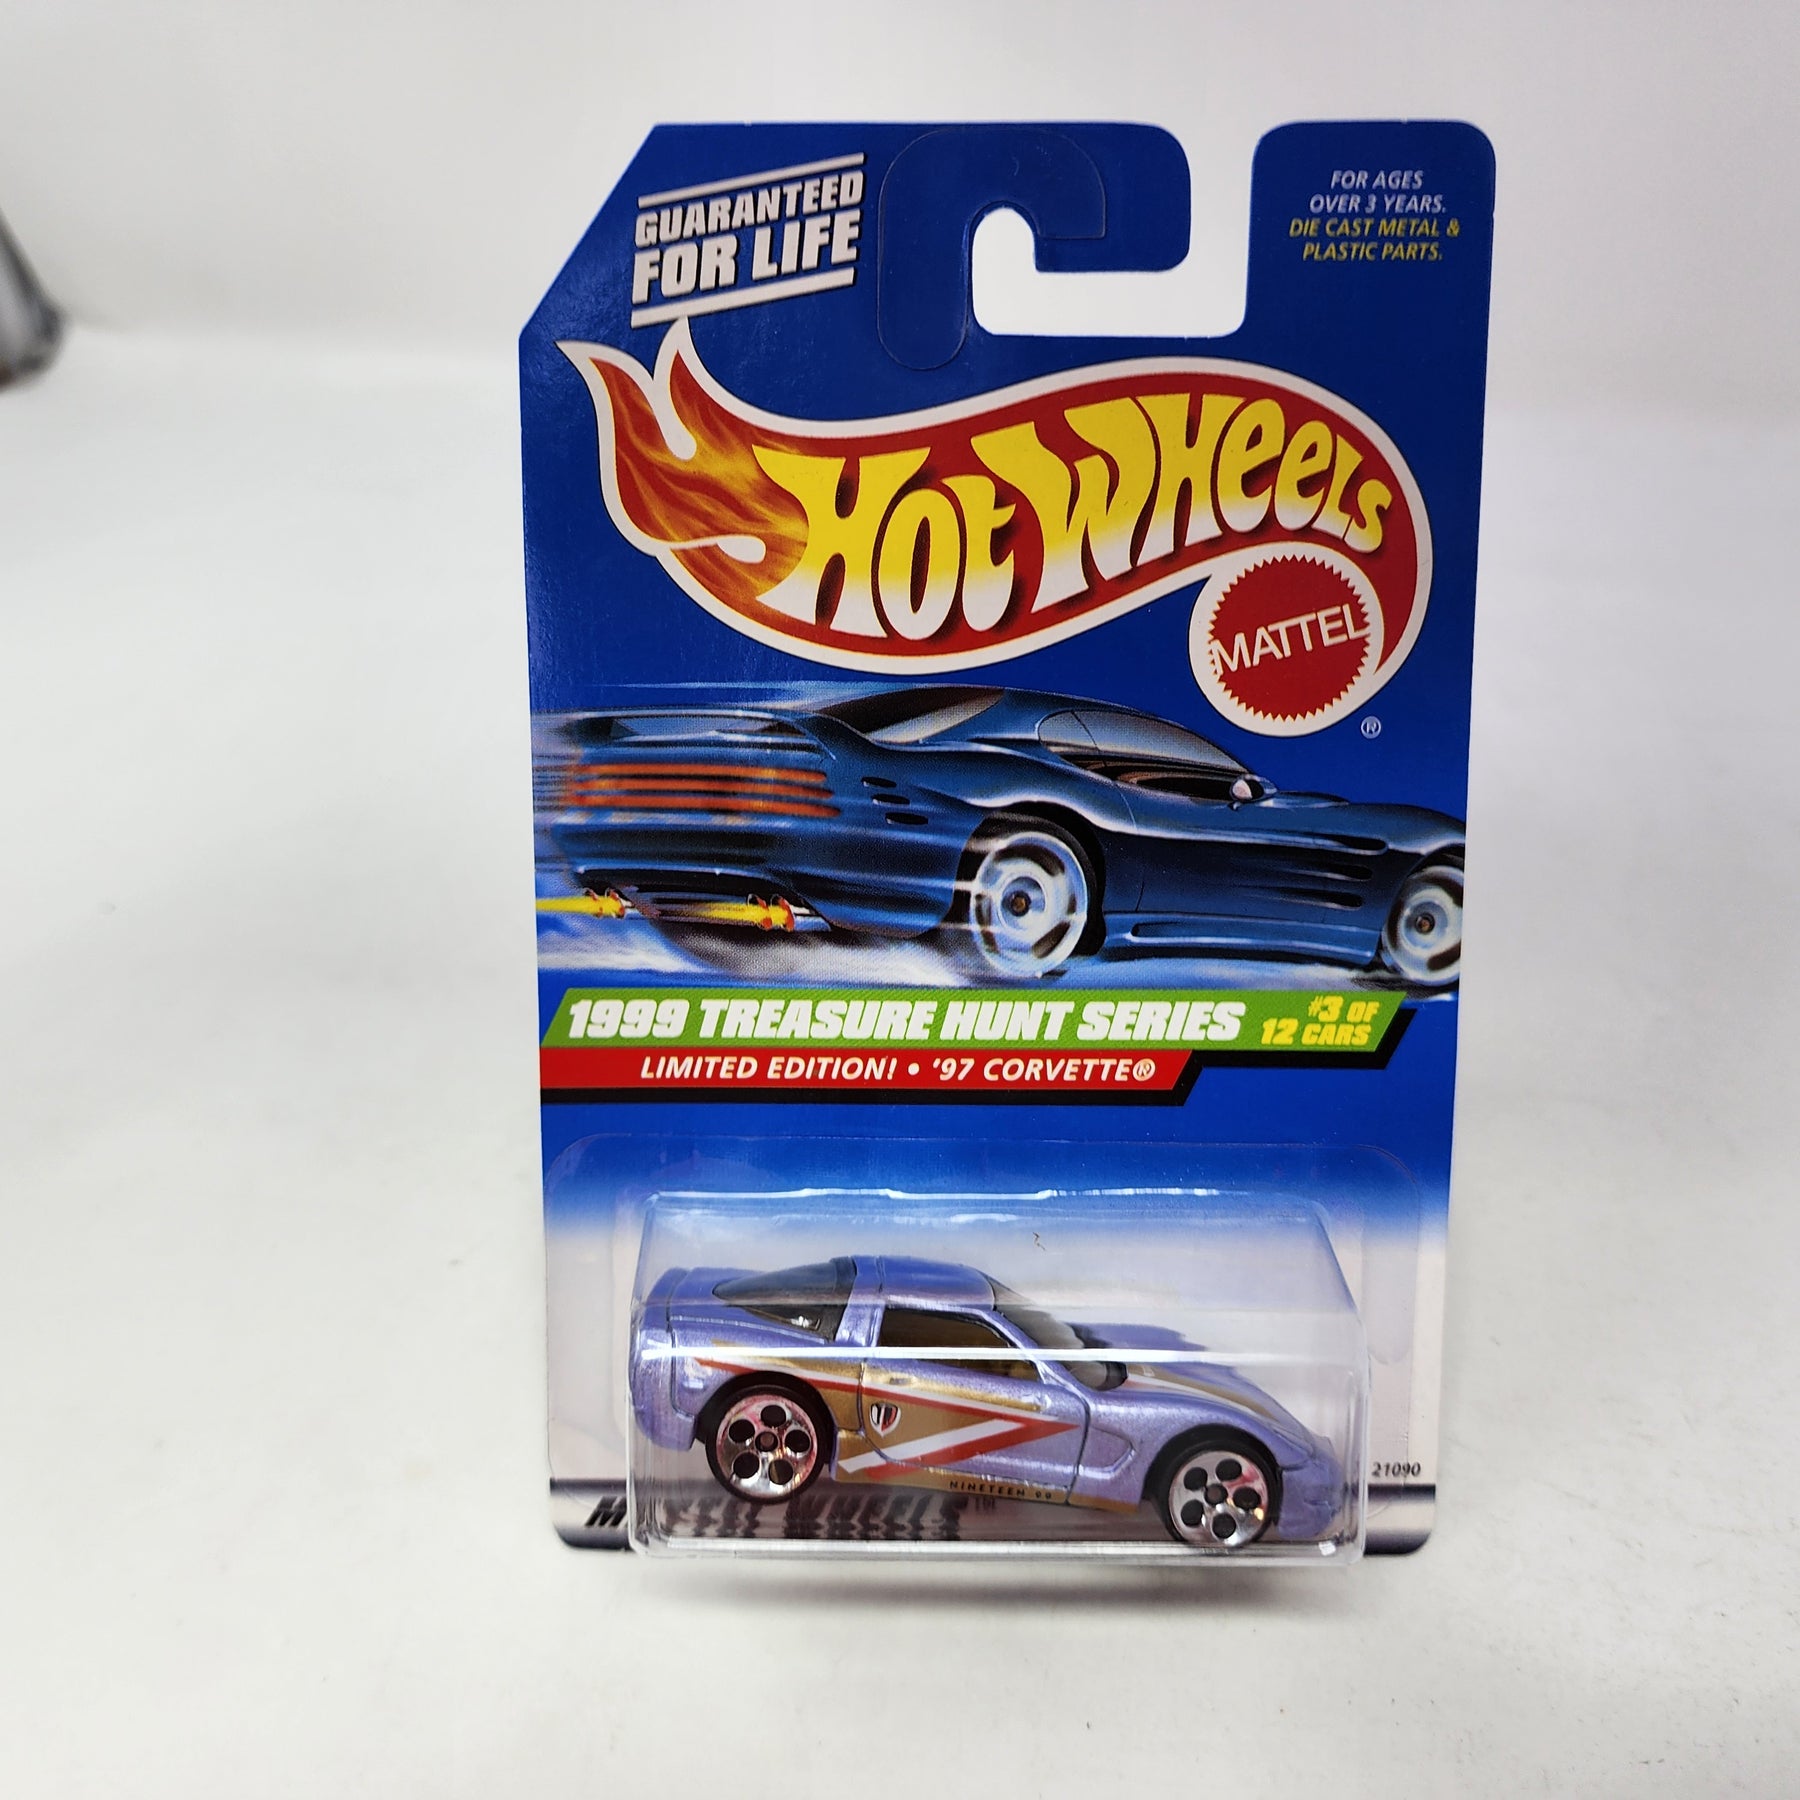 GUARANTEED
FOR LIFE
FOR AGES
OVER 3 YEARS.
DIE CAST METAL &
PLASTIC PARTS.
HOT WHEELS
MATTEL
®
1999 TREASURE HUNT SERIES
#3 OF
12 CARS
LIMITED EDITION! • '97 CORVETTE®
NINETEEN 99
21090
WHEELS